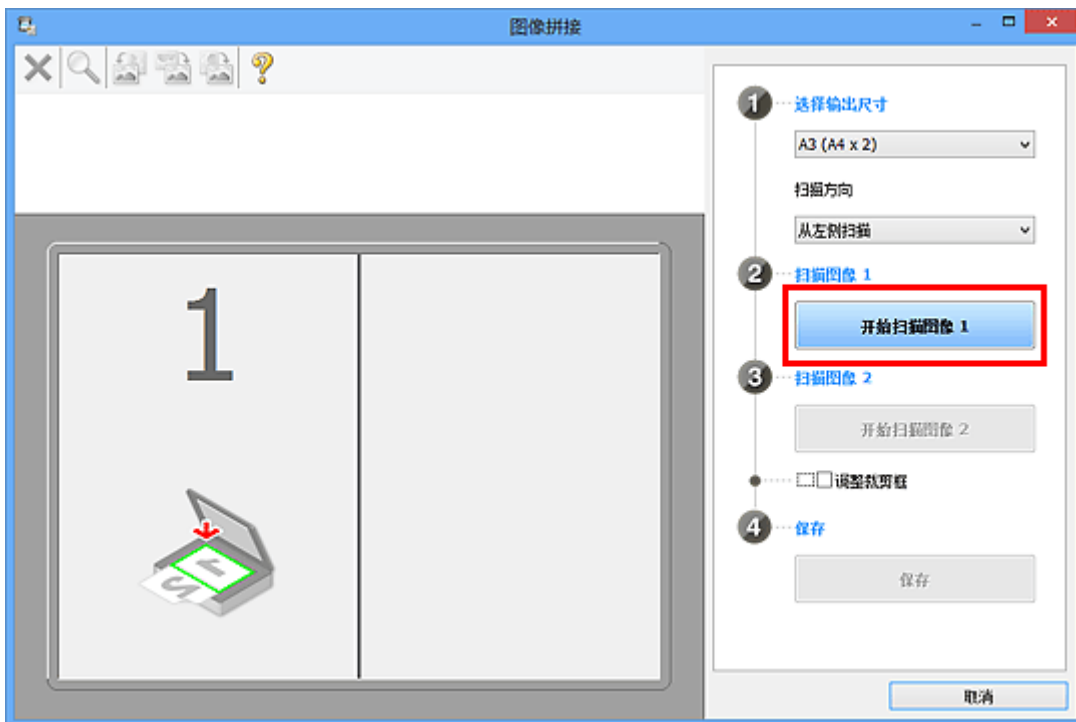 图像拼接
1 选择输出尺寸
A3 (A4 x 2)
扫描方向
从左侧扫描
2 扫描图像 1
开始扫描图像 1
3 扫描图像 2
开始扫描图像 2
调整裁剪框
4 保存
保存
取消
1
1
2